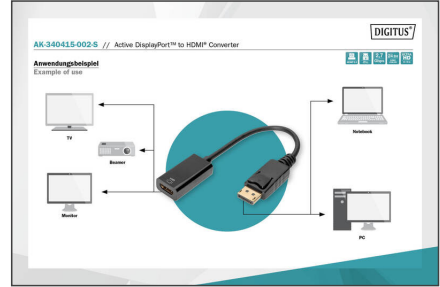 DIGITUS®
AK-340415-002-S // Active DisplayPort™ to HDMI® Converter
Anwendungsbeispiel
Example of use
TV
Beamer
Monitor
Notebook
PC